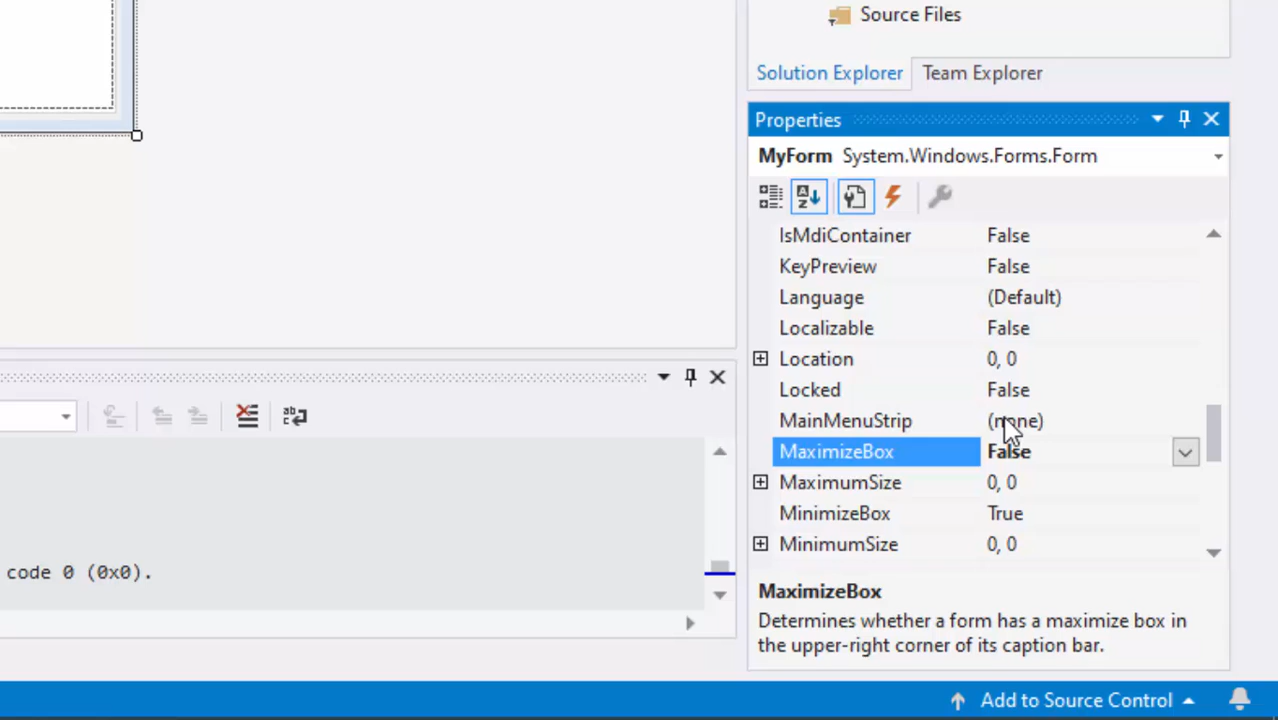 Source Files
Solution Explorer Team Explorer
Properties
MyForm System.Windows.Forms.Form
IsMdiContainer False
KeyPreview False
Language (Default)
Localizable False
Location 0, 0
Locked False
MainMenuStrip (none)
MaximizeBox False
MaximumSize 0, 0
MinimizeBox True
MinimumSize 0, 0
code 0 (0x0).
MaximizeBox
Determines whether a form has a maximize box in
the upper-right corner of its caption bar.
Add to Source Control